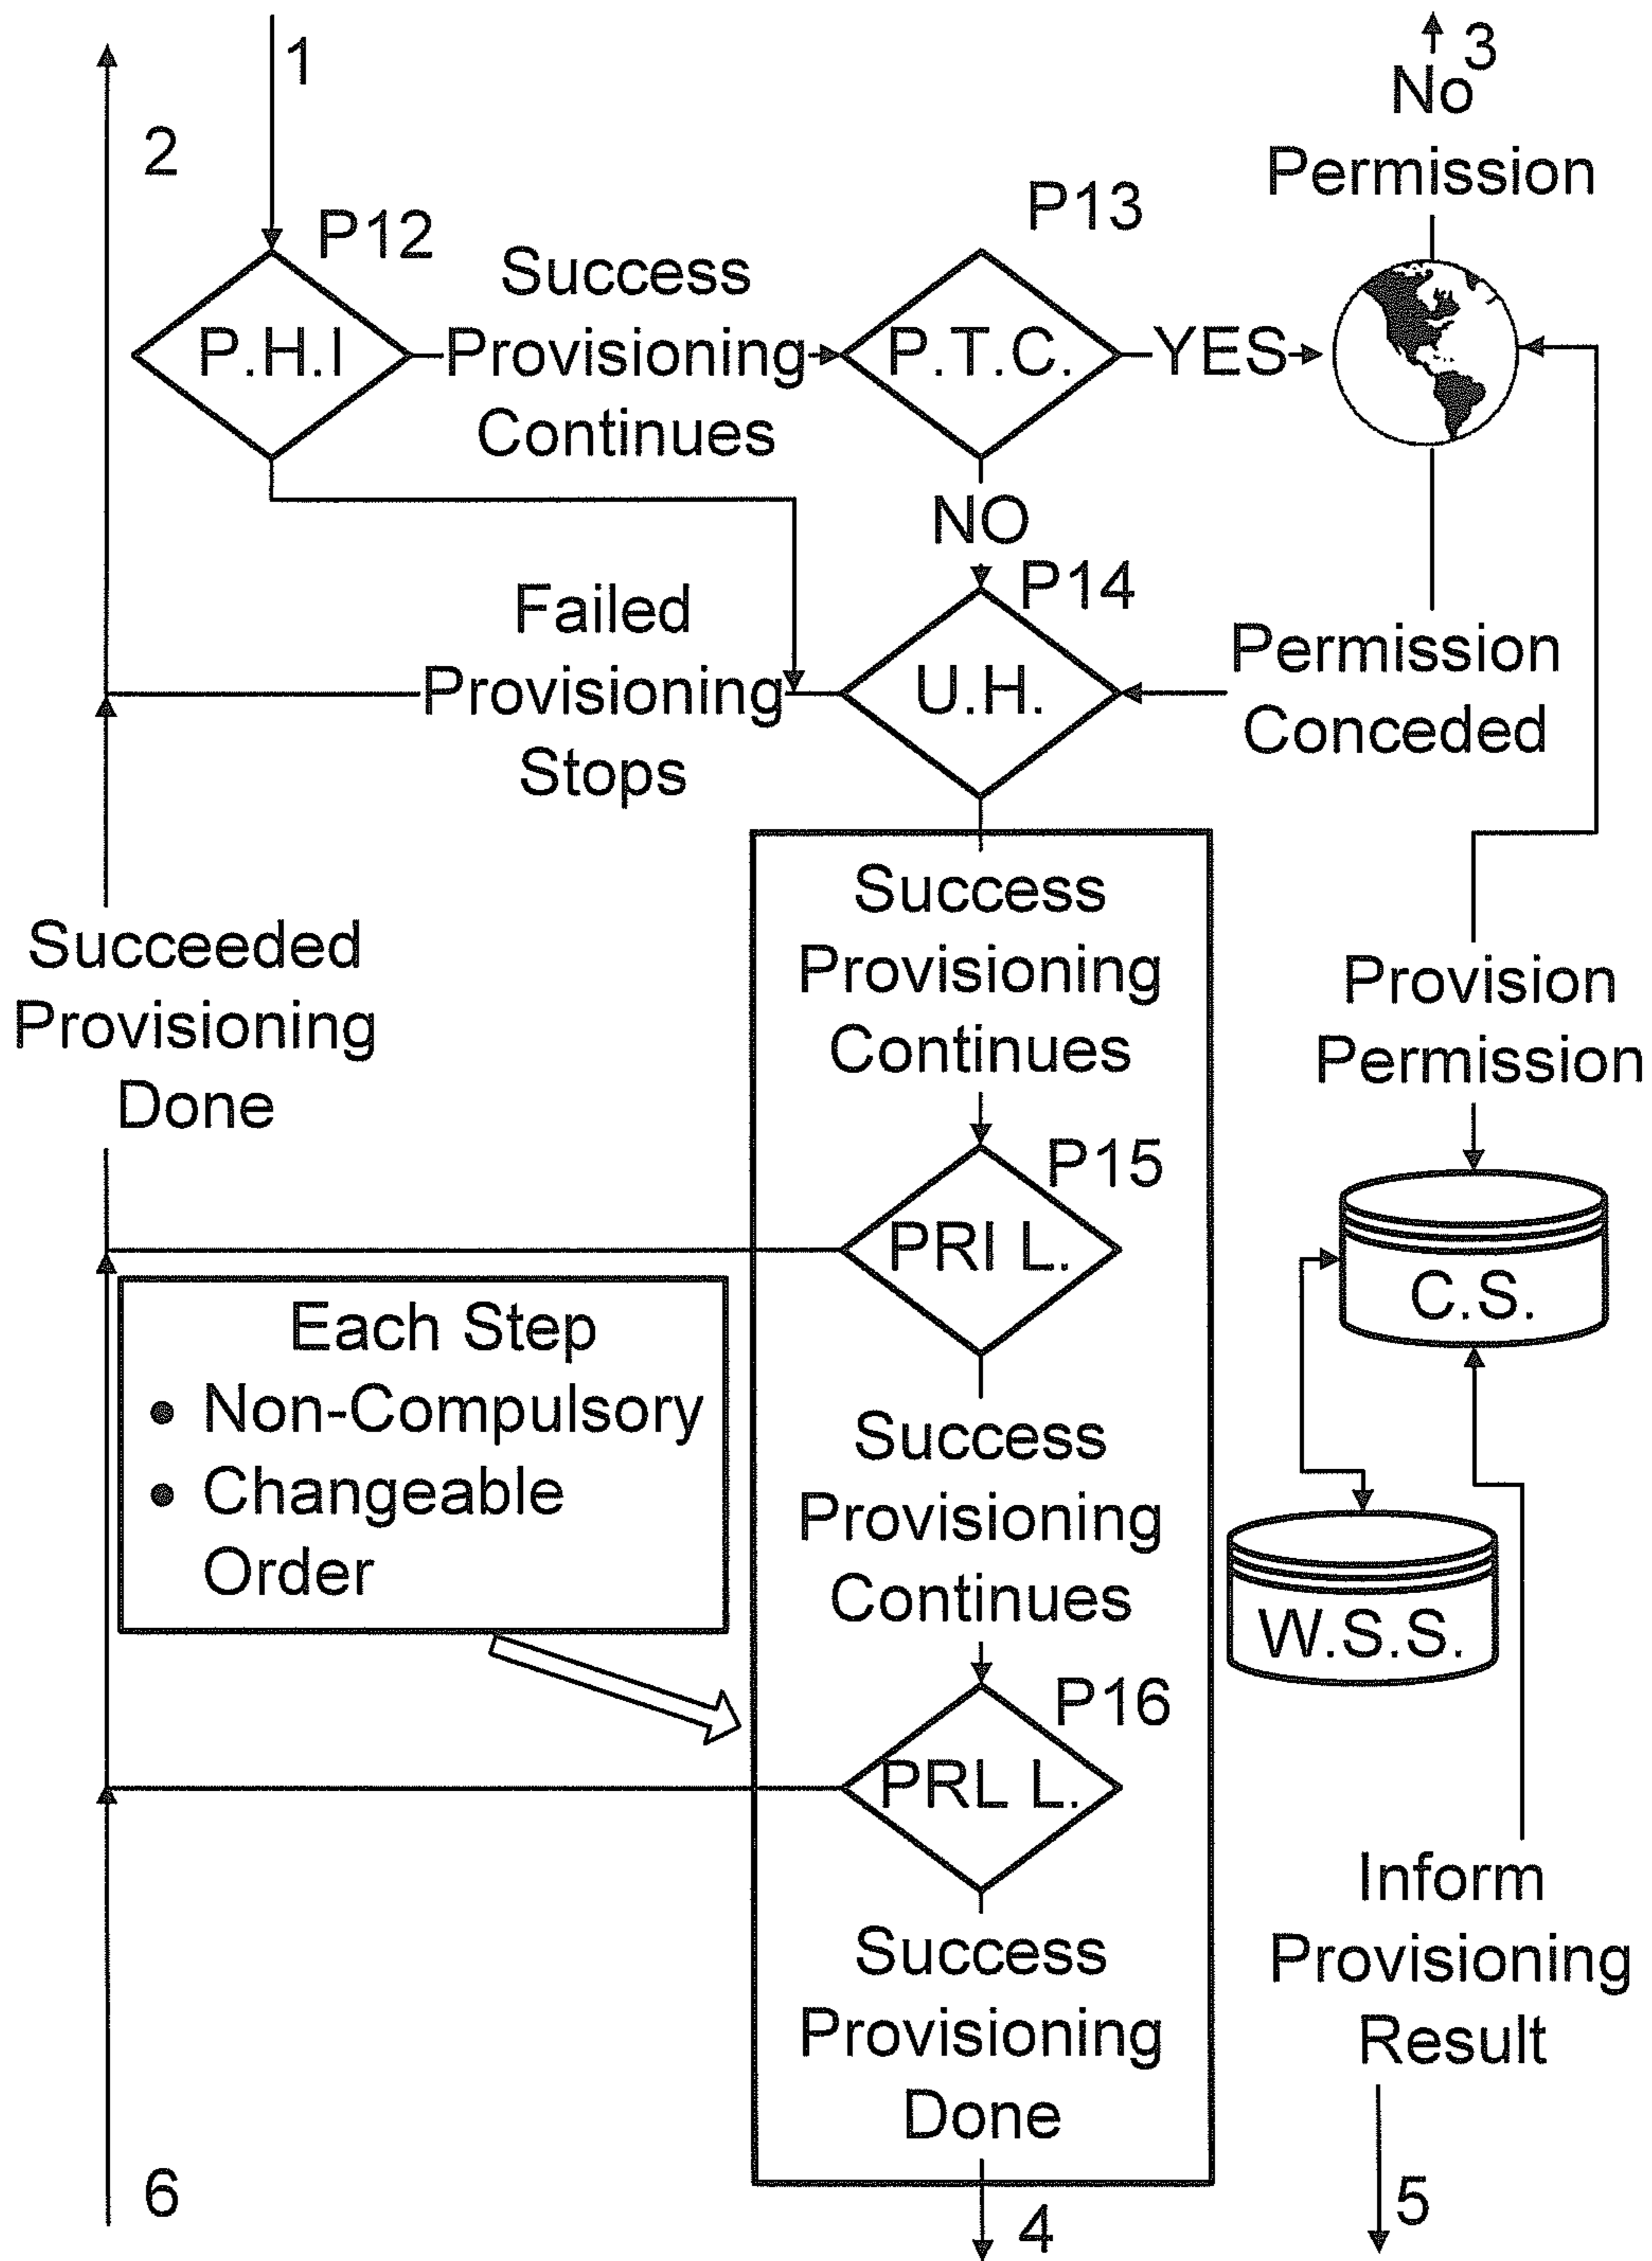 1
3
No
2
Permission
P12
P13
Success
P.H.I
Provisioning
P.T.C.
YES
Continues
NO
P14
Failed
Provisioning
Stops
U.H.
Permission
Conceded
Success
Provisioning
Continues
Succeeded
Provisioning
Done
Provision
Permission
P15
PRI L.
C.S.
Each Step
• Non-Compulsory
• Changeable
Order
Success
Provisioning
Continues
W.S.S.
P16
PRL L.
Inform
Provisioning
Result
Success
Provisioning
Done
6
4
5